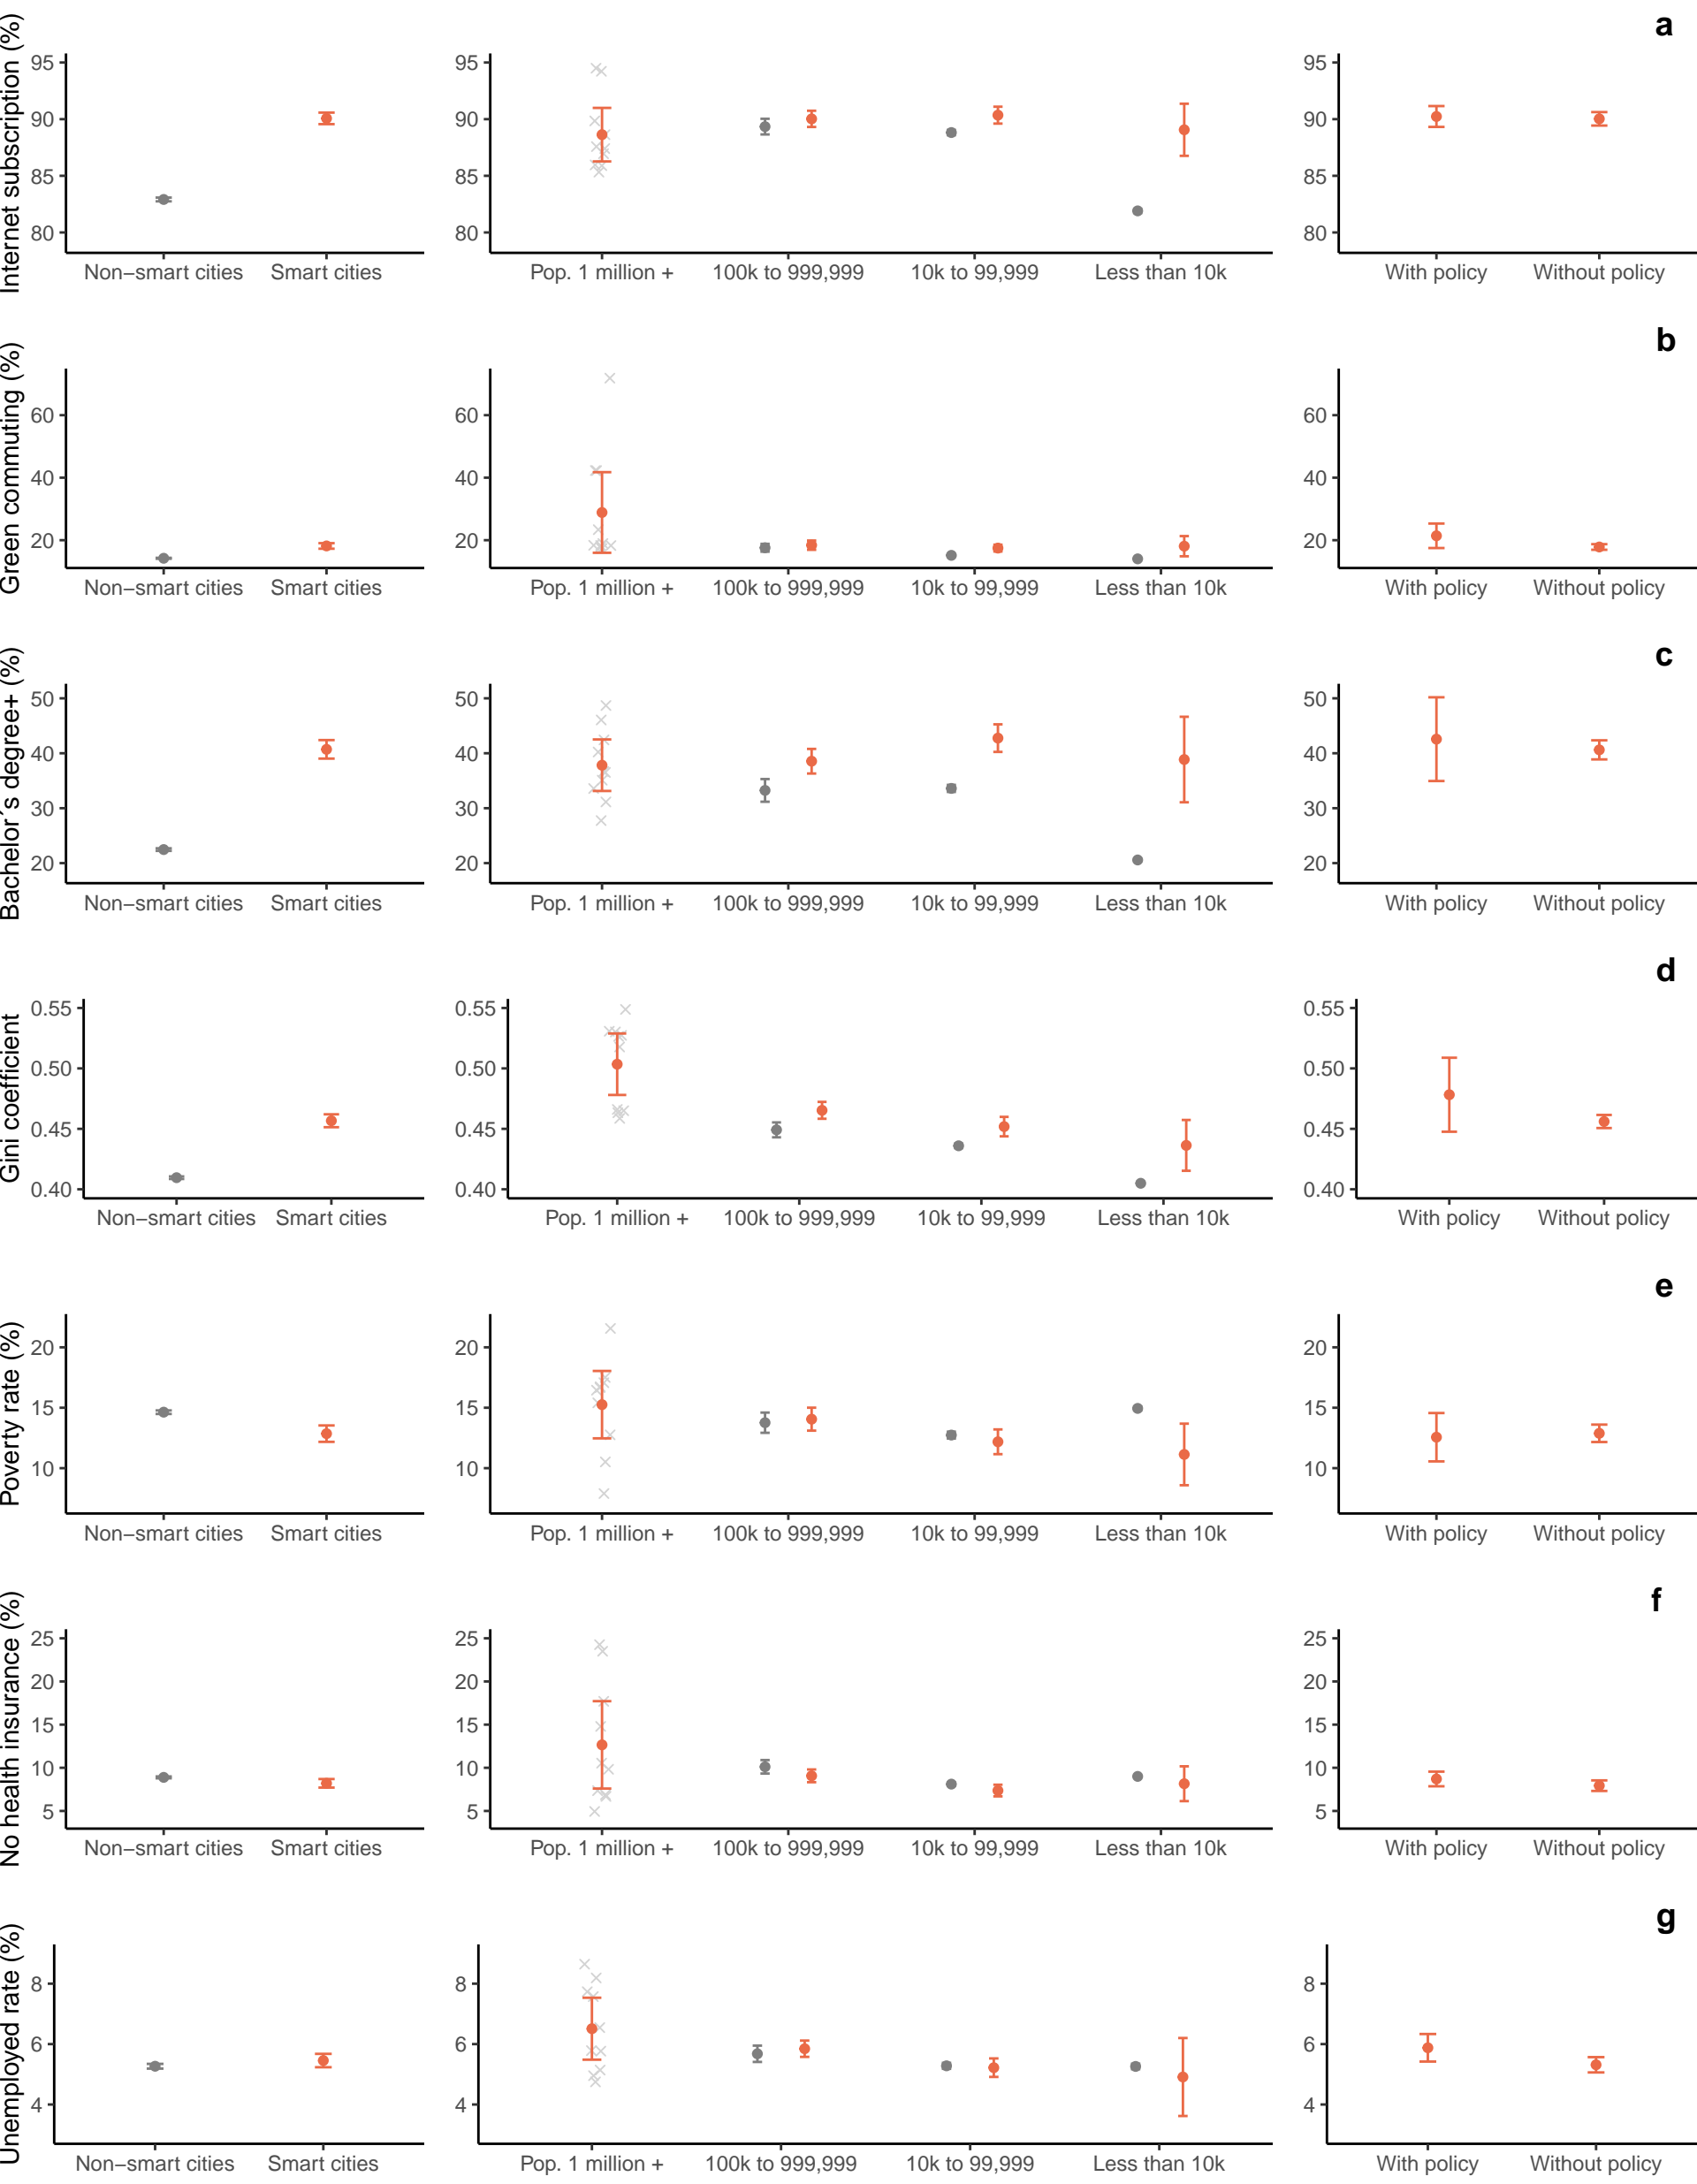 a
Internet subscription (%)
95
90
85
80
Non−smart cities
Smart cities
95
90
85
80
Pop. 1 million +
100k to 999,999
10k to 99,999
Less than 10k
95
90
85
80
With policy
Without policy
b
Green commuting (%)
60
40
20
Non−smart cities
Smart cities
60
40
20
Pop. 1 million +
100k to 999,999
10k to 99,999
Less than 10k
60
40
20
With policy
Without policy
c
Bachelor´s degree+ (%)
50
40
30
20
Non−smart cities
Smart cities
50
40
30
20
Pop. 1 million +
100k to 999,999
10k to 99,999
Less than 10k
50
40
30
20
With policy
Without policy
d
Gini coefficient
0.55
0.50
0.45
0.40
Non−smart cities
Smart cities
0.55
0.50
0.45
0.40
Pop. 1 million +
100k to 999,999
10k to 99,999
Less than 10k
0.55
0.50
0.45
0.40
With policy
Without policy
e
Poverty rate (%)
20
15
10
Non−smart cities
Smart cities
20
15
10
Pop. 1 million +
100k to 999,999
10k to 99,999
Less than 10k
20
15
10
With policy
Without policy
f
No health insurance (%)
25
20
15
10
5
Non−smart cities
Smart cities
25
20
15
10
5
Pop. 1 million +
100k to 999,999
10k to 99,999
Less than 10k
25
20
15
10
5
With policy
Without policy
g
Unemployed rate (%)
8
6
4
Non−smart cities
Smart cities
8
6
4
Pop. 1 million +
100k to 999,999
10k to 99,999
Less than 10k
8
6
4
With policy
Without policy